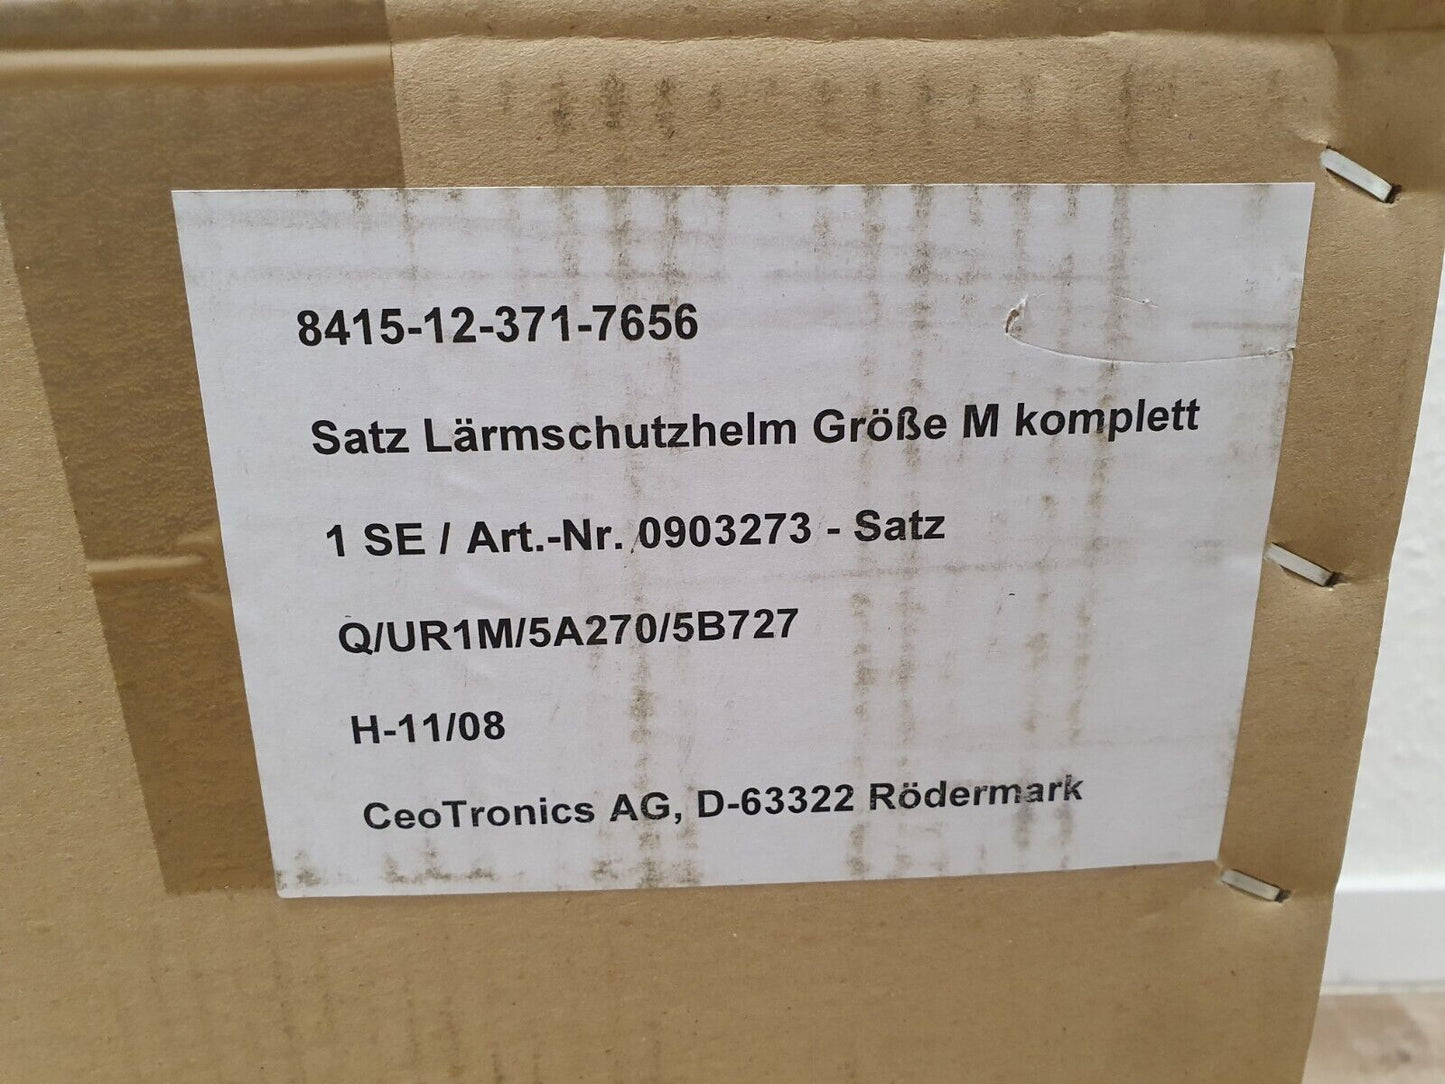 8415-12-371-7656
Satz Lärmschutzhelm Größe M komplett
1 SE / Art.-Nr. 0903273 - Satz
Q/UR1M/5A270/5B727
H-11/08
CeoTronics AG, D-63322 Rödermark